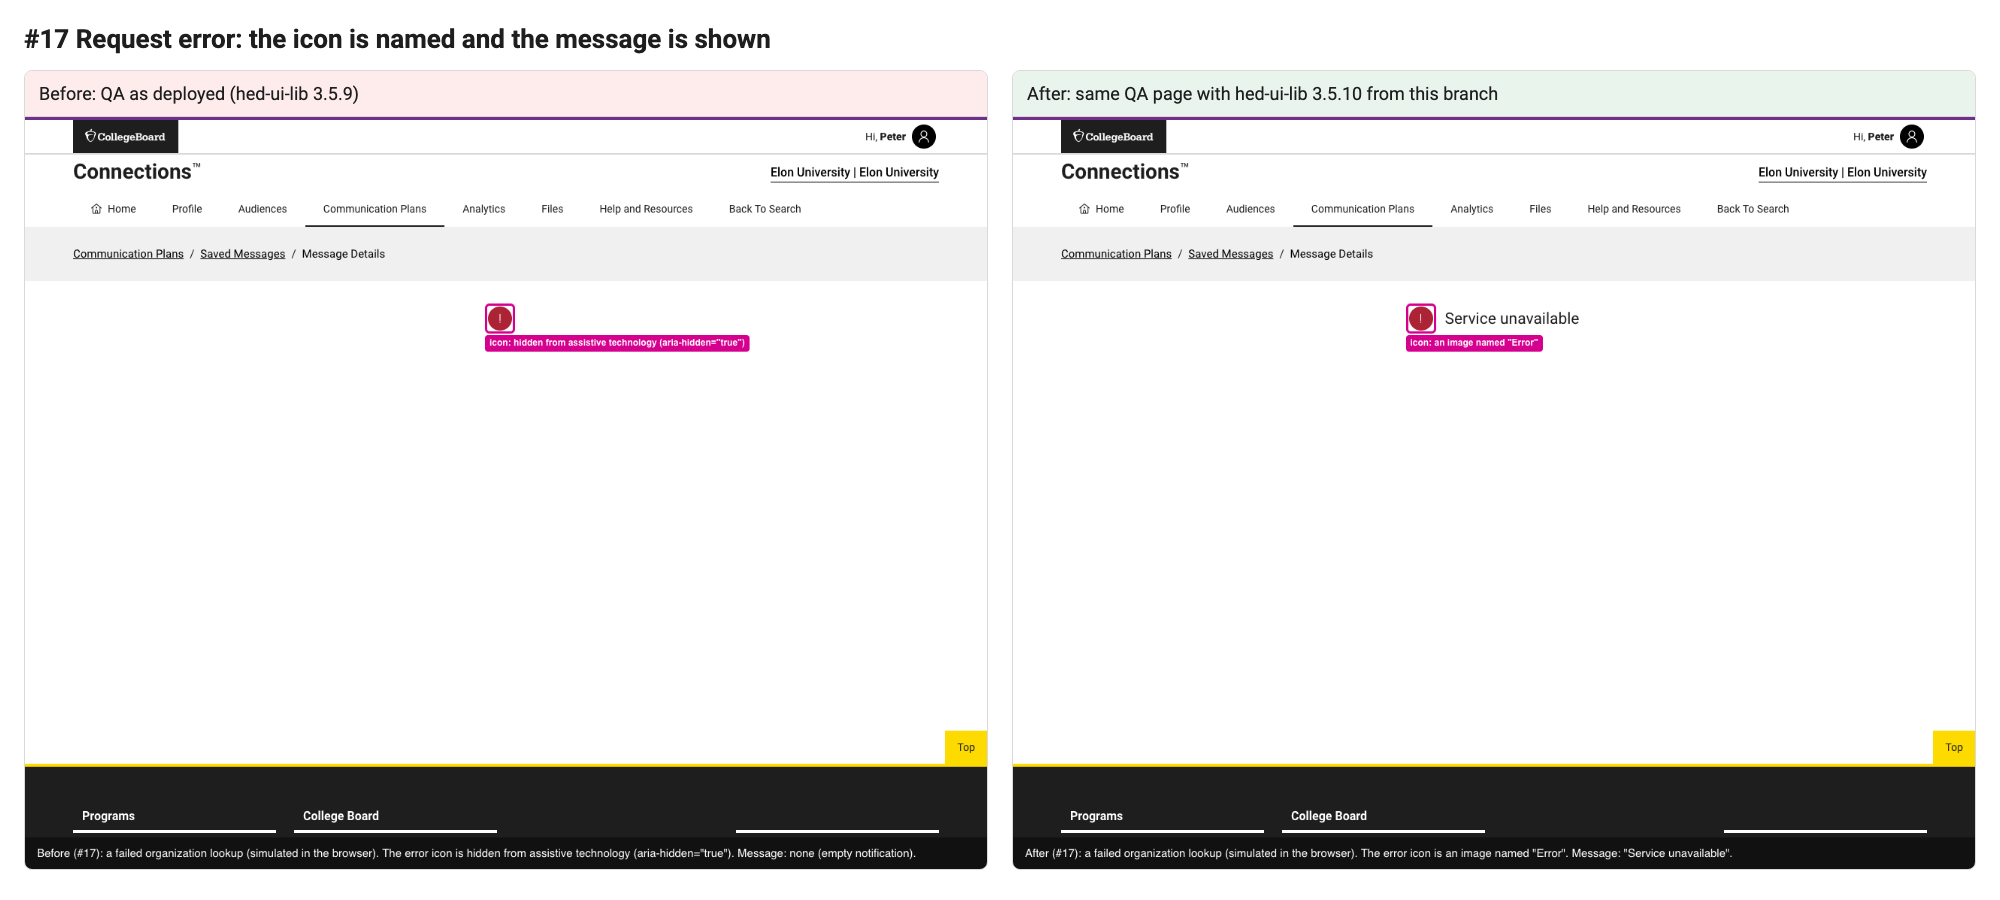 #17 Request error: the icon is named and the message is shown
Before: QA as deployed (hed-ui-lib 3.5.9)
CollegeBoard
Hi, Peter
Connections™
Elon University | Elon University
Home Profile Audiences Communication Plans Analytics Files Help and Resources Back To Search
Communication Plans / Saved Messages / Message Details
!
icon: hidden from assistive technology (aria-hidden="true")
Top
Programs College Board
Before (#17): a failed organization lookup (simulated in the browser). The error icon is hidden from assistive technology (aria-hidden="true"). Message: none (empty notification).
After: same QA page with hed-ui-lib 3.5.10 from this branch
CollegeBoard
Hi, Peter
Connections™
Elon University | Elon University
Home Profile Audiences Communication Plans Analytics Files Help and Resources Back To Search
Communication Plans / Saved Messages / Message Details
! Service unavailable
icon: an image named "Error"
Top
Programs College Board
After (#17): a failed organization lookup (simulated in the browser). The error icon is an image named "Error". Message: "Service unavailable".